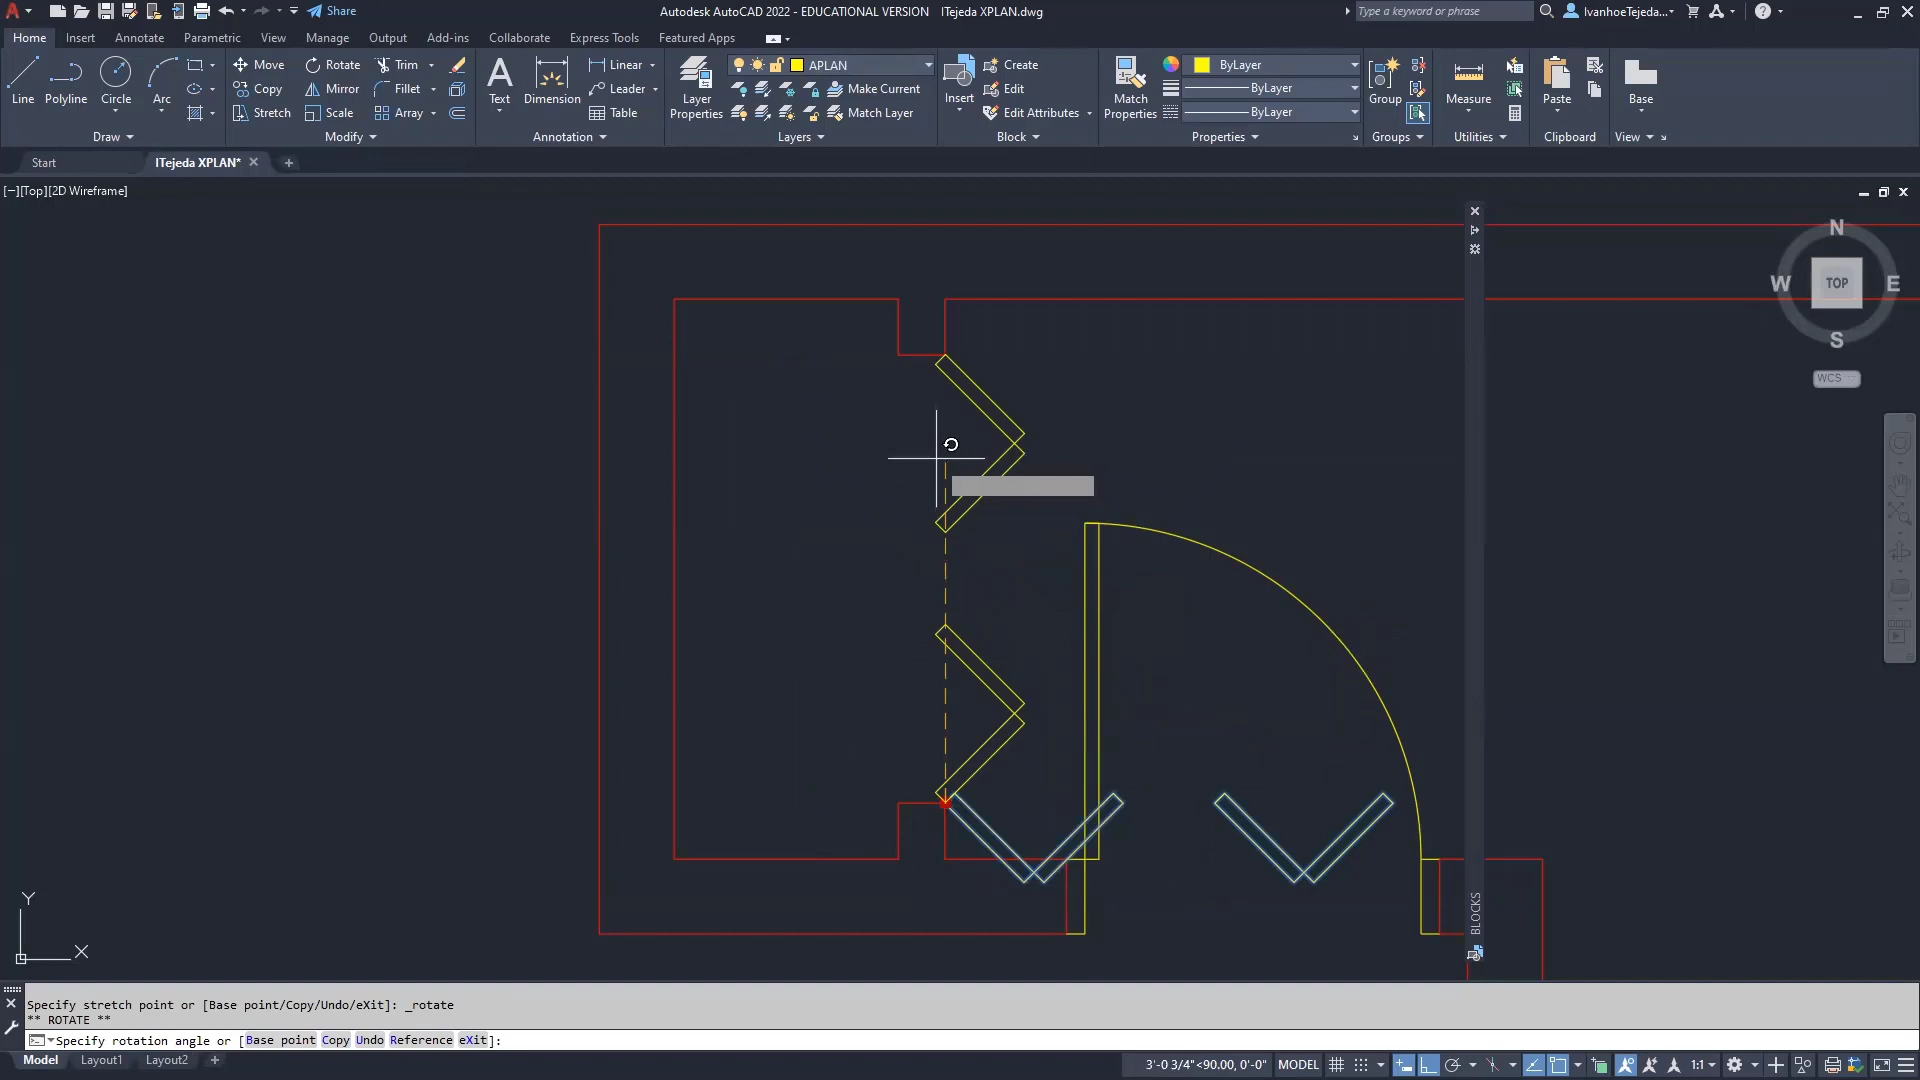 Share
Autodesk AutoCAD 2022 - EDUCATIONAL VERSION ITejeda XPLAN.dwg
Type a keyword or phrase
IvanhoeTejeda...
Home Insert Annotate Parametric View Manage Output Add-ins Collaborate Express Tools Featured Apps
Line Polyline Circle Arc
Draw
Move Rotate Trim
Copy Mirror Fillet
Stretch Scale Array
Modify
Text Dimension
Linear
Leader
Table
Annotation
Layer Properties
APLAN
Make Current
Match Layer
Layers
Insert
Create
Edit
Edit Attributes
Block
Match Properties
ByLayer
ByLayer
ByLayer
Properties
Group
Groups
Measure
Utilities
Paste
Clipboard
Base
View
Start
ITejeda XPLAN*
[−][Top][2D Wireframe]
N
W TOP E
S
WCS
BLOCKS
Y
X
Specify stretch point or [Base point/Copy/Undo/eXit]: _rotate
** ROTATE **
Specify rotation angle or [Base point Copy Undo Reference eXit]:
Model Layout1 Layout2 +
3'-0 3/4"<90.00, 0'-0" MODEL 1:1